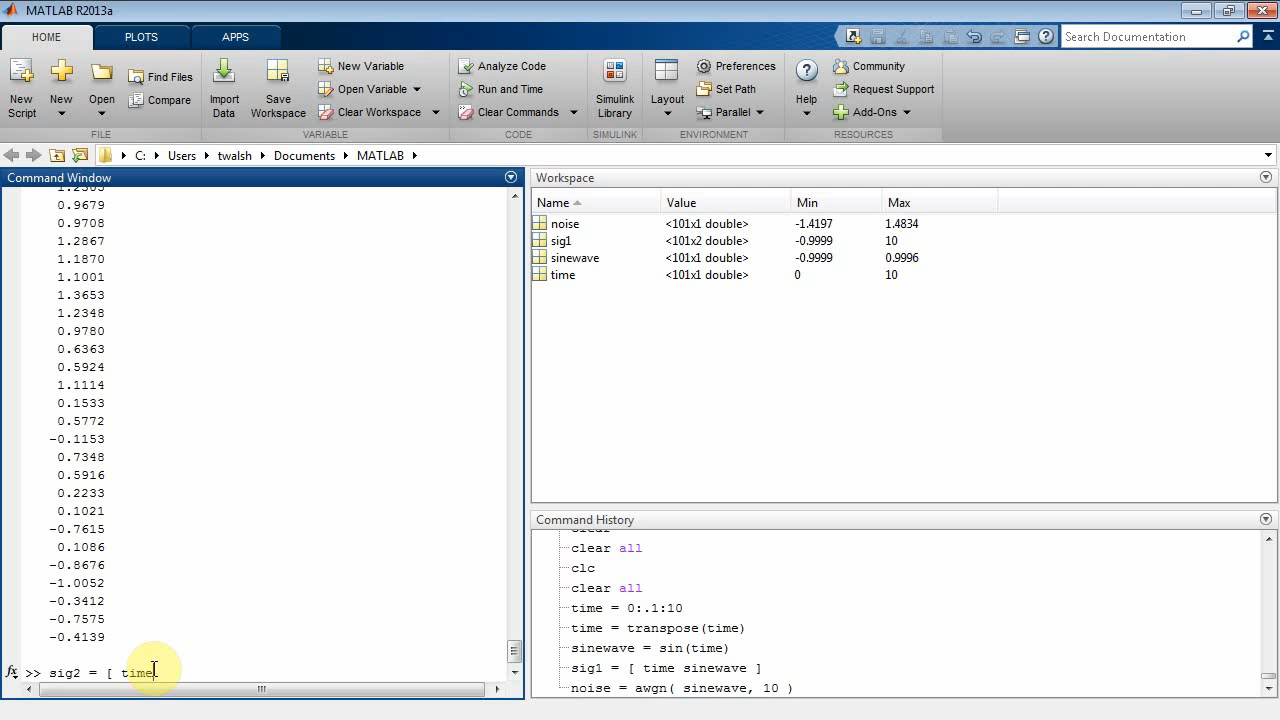 MATLAB R2013a
HOME PLOTS APPS
Search Documentation
New Script
New
Open
Find Files
Compare
FILE
Import Data
Save Workspace
New Variable
Open Variable
Clear Workspace
VARIABLE
Analyze Code
Run and Time
Clear Commands
CODE
Simulink Library
SIMULINK
Layout
Preferences
Set Path
Parallel
ENVIRONMENT
Help
Community
Request Support
Add-Ons
RESOURCES
C: Users twalsh Documents MATLAB
Command Window
1.2303
0.9679
0.9708
1.2867
1.1870
1.1001
1.3653
1.2348
0.9780
0.6363
0.5924
1.1114
0.1533
0.5772
-0.1153
0.7348
0.5916
0.2233
0.1021
-0.7615
0.1086
-0.8676
-1.0052
-0.3412
-0.7575
-0.4139
fx >> sig2 = [ time
Workspace
Name Value Min Max
noise <101x1 double> -1.4197 1.4834
sig1 <101x2 double> -0.9999 10
sinewave <101x1 double> -0.9999 0.9996
time <101x1 double> 0 10
Command History
clear
clear all
clc
clear all
time = 0:.1:10
time = transpose(time)
sinewave = sin(time)
sig1 = [ time sinewave ]
noise = awgn( sinewave, 10 )